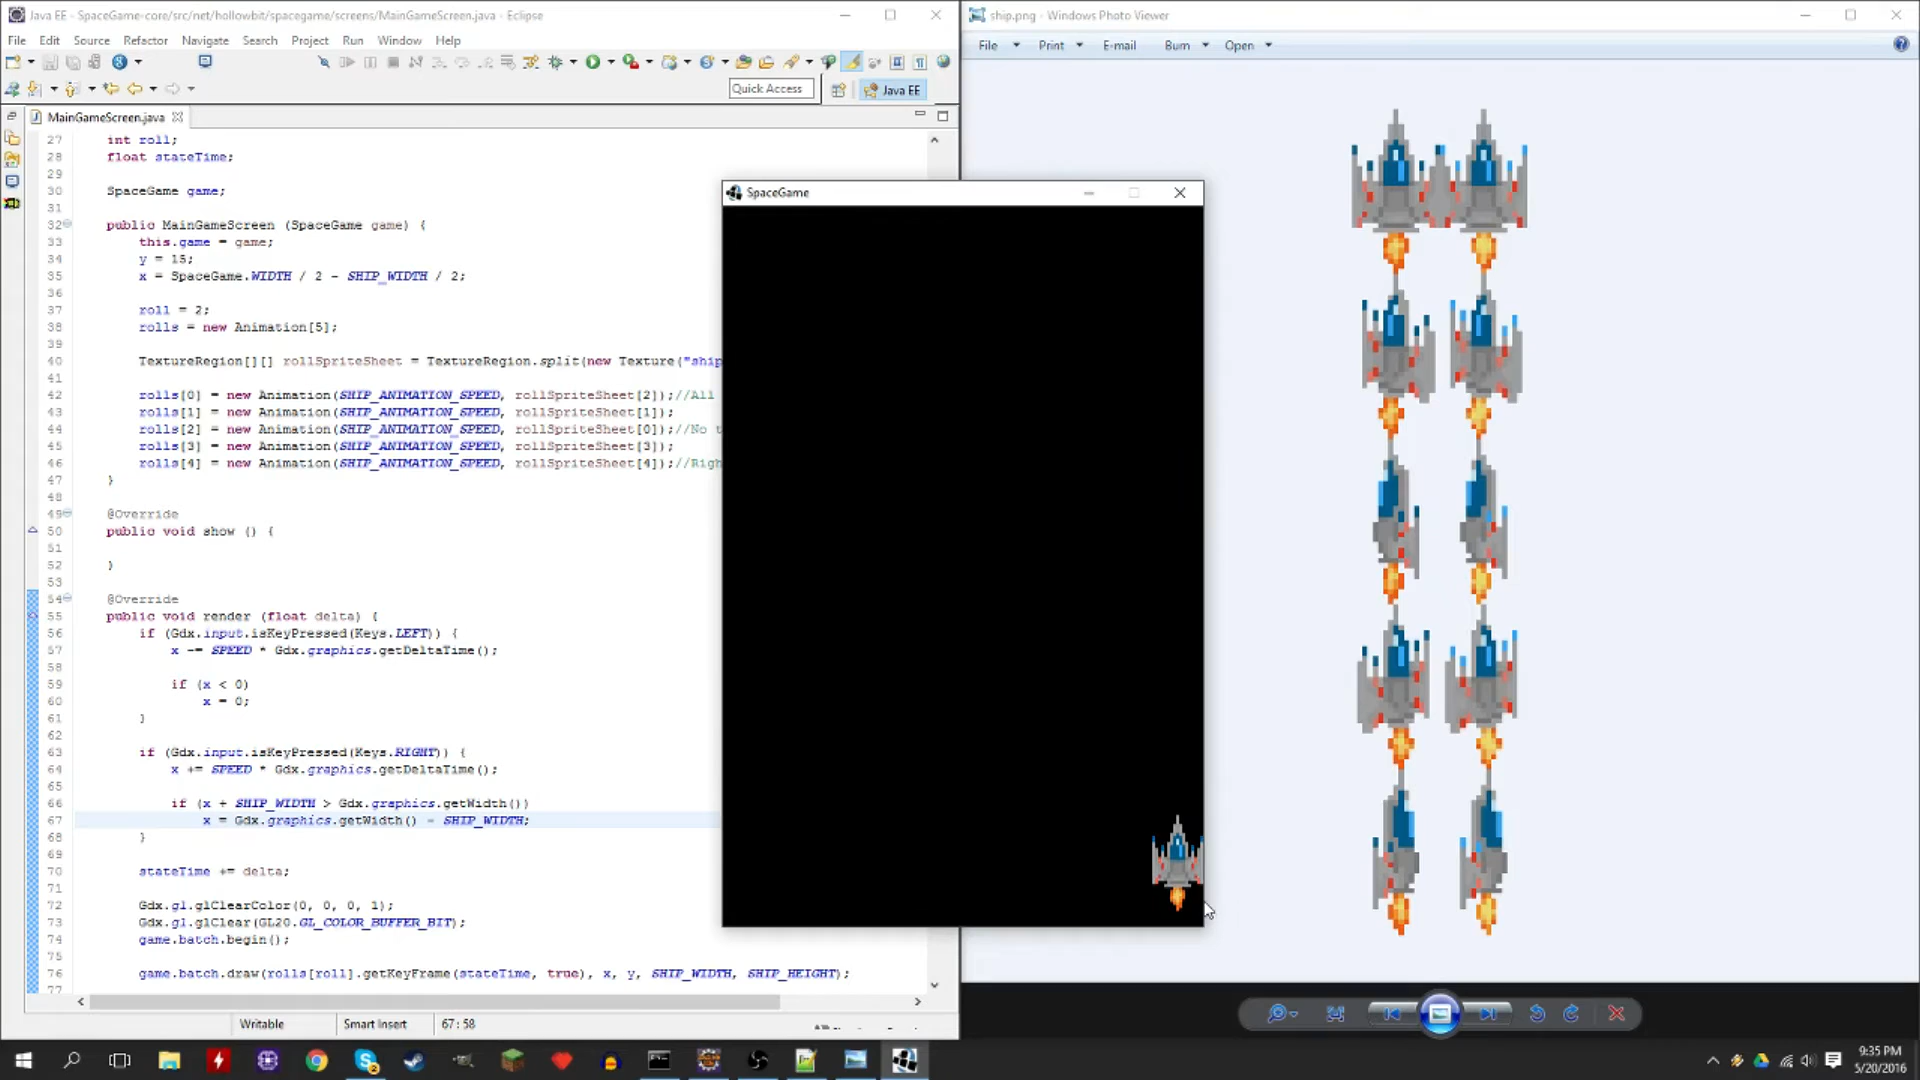 Java EE - SpaceGame-core/src/net/hollowbit/spacegame/screens/MainGameScreen.java - Eclipse
File Edit Source Refactor Navigate Search Project Run Window Help
Quick Access
Java EE
MainGameScreen.java
27 int roll;
28 float stateTime;
29
30 SpaceGame game;
31
32 public MainGameScreen (SpaceGame game) {
33 this.game = game;
34 y = 15;
35 x = SpaceGame.WIDTH / 2 - SHIP_WIDTH / 2;
36
37 roll = 2;
38 rolls = new Animation[5];
39
40 TextureRegion[][] rollSpriteSheet = TextureRegion.split(new Texture("ship
41
42 rolls[0] = new Animation(SHIP_ANIMATION_SPEED, rollSpriteSheet[2]);//All
43 rolls[1] = new Animation(SHIP_ANIMATION_SPEED, rollSpriteSheet[1]);
44 rolls[2] = new Animation(SHIP_ANIMATION_SPEED, rollSpriteSheet[0]);//No t
45 rolls[3] = new Animation(SHIP_ANIMATION_SPEED, rollSpriteSheet[3]);
46 rolls[4] = new Animation(SHIP_ANIMATION_SPEED, rollSpriteSheet[4]);//Righ
47 }
48
49 @Override
50 public void show () {
51
52 }
53
54 @Override
55 public void render (float delta) {
56 if (Gdx.input.isKeyPressed(Keys.LEFT)) {
57 x -= SPEED * Gdx.graphics.getDeltaTime();
58
59 if (x < 0)
60 x = 0;
61 }
62
63 if (Gdx.input.isKeyPressed(Keys.RIGHT)) {
64 x += SPEED * Gdx.graphics.getDeltaTime();
65
66 if (x + SHIP_WIDTH > Gdx.graphics.getWidth())
67 x = Gdx.graphics.getWidth() - SHIP_WIDTH;
68 }
69
70 stateTime += delta;
71
72 Gdx.gl.glClearColor(0, 0, 0, 1);
73 Gdx.gl.glClear(GL20.GL_COLOR_BUFFER_BIT);
74 game.batch.begin();
75
76 game.batch.draw(rolls[roll].getKeyFrame(stateTime, true), x, y, SHIP_WIDTH, SHIP_HEIGHT);
77
Writable Smart Insert 67 : 58
SpaceGame
ship.png - Windows Photo Viewer
File Print E-mail Burn Open
9:35 PM
5/20/2016